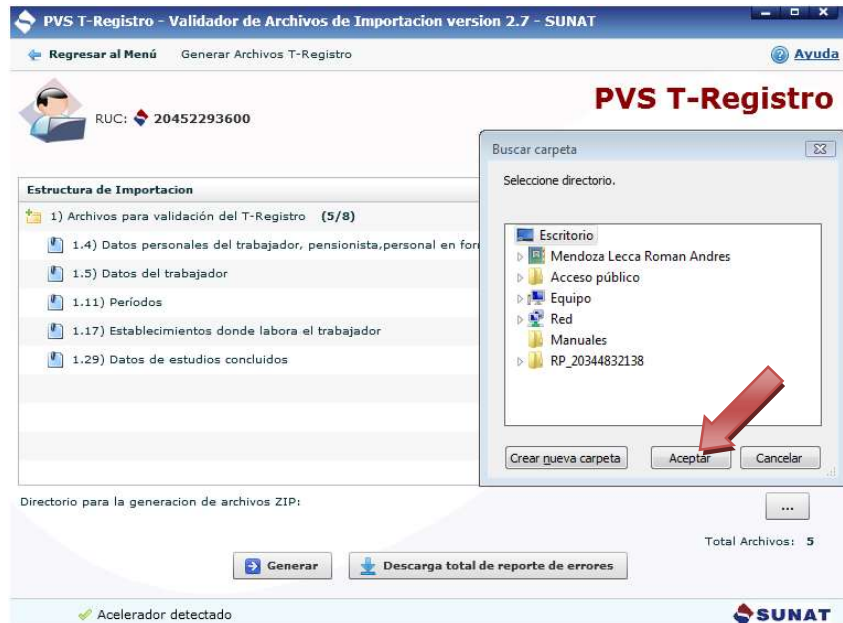 PVS T-Registro - Validador de Archivos de Importacion version 2.7 - SUNAT
Regresar al Menú Generar Archivos T-Registro Ayuda
PVS T-Registro
RUC: 20452293600
Buscar carpeta
Seleccione directorio.
Estructura de Importacion
1) Archivos para validación del T-Registro (5/8)
1.4) Datos personales del trabajador, pensionista,personal en for
1.5) Datos del trabajador
1.11) Períodos
1.17) Establecimientos donde labora el trabajador
1.29) Datos de estudios concluidos
Escritorio
Mendoza Lecca Roman Andres
Acceso público
Equipo
Red
Manuales
RP_20344832138
Crear nueva carpeta Aceptar Cancelar
Directorio para la generacion de archivos ZIP: ...
Total Archivos: 5
Generar Descarga total de reporte de errores
Acelerador detectado SUNAT